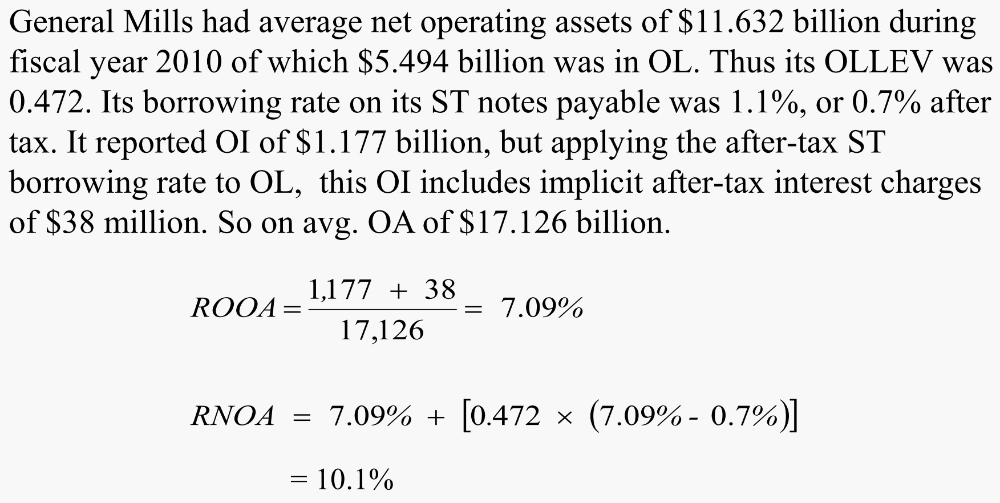 General Mills had average net operating assets of $11.632 billion during
fiscal year 2010 of which $5.494 billion was in OL. Thus its OLLEV was
0.472. Its borrowing rate on its ST notes payable was 1.1%, or 0.7% after
tax. It reported OI of $1.177 billion, but applying the after-tax ST
borrowing rate to OL,  this OI includes implicit after-tax interest charges
of $38 million. So on avg. OA of $17.126 billion.
ROOA = (1,177 + 38) / 17,126 = 7.09%
RNOA = 7.09% + [0.472 × (7.09% - 0.7%)]
= 10.1%